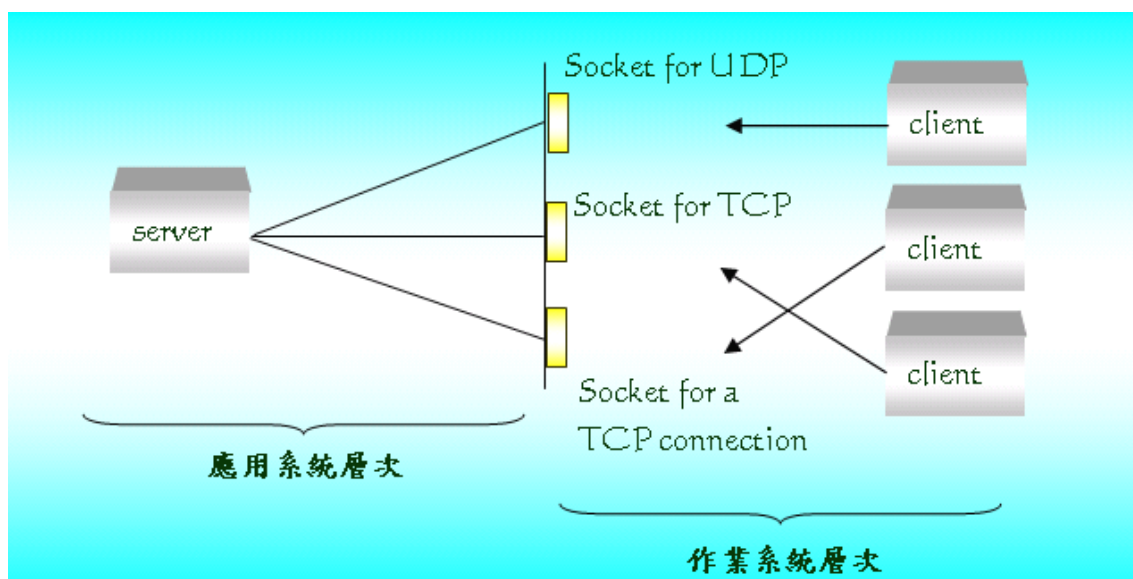 Socket for UDP
client
Socket for TCP
server
client
client
Socket for a
TCP connection
應用系統層次
作業系統層次